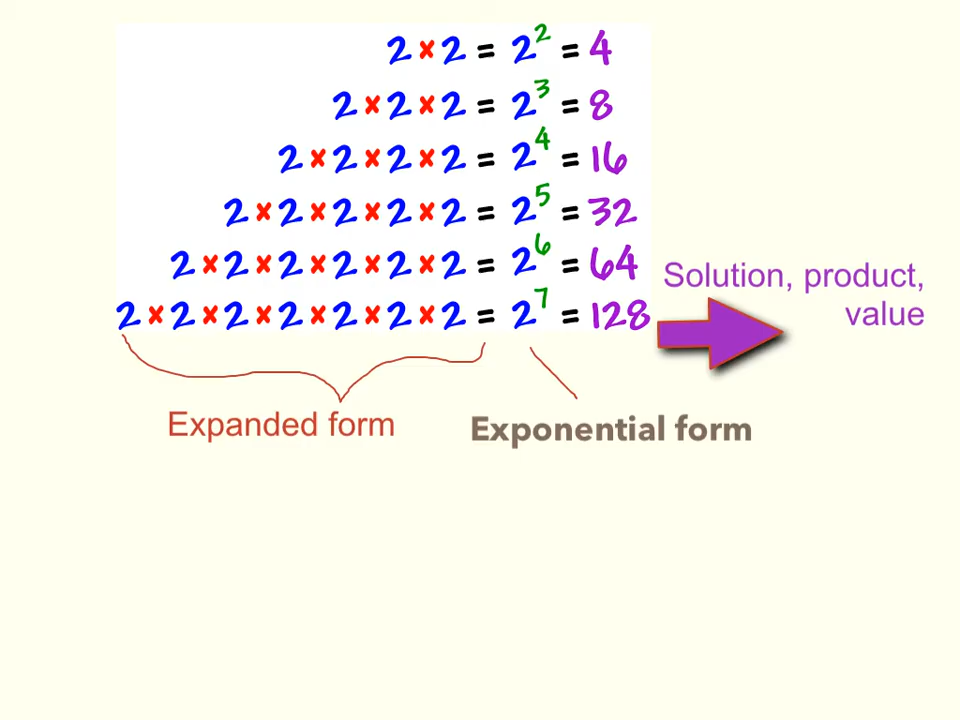 2 × 2 = 2² = 4
2 × 2 × 2 = 2³ = 8
2 × 2 × 2 × 2 = 2⁴ = 16
2 × 2 × 2 × 2 × 2 = 2⁵ = 32
2 × 2 × 2 × 2 × 2 × 2 = 2⁶ = 64
2 × 2 × 2 × 2 × 2 × 2 × 2 = 2⁷ = 128
Solution, product,
value
Expanded form
Exponential form